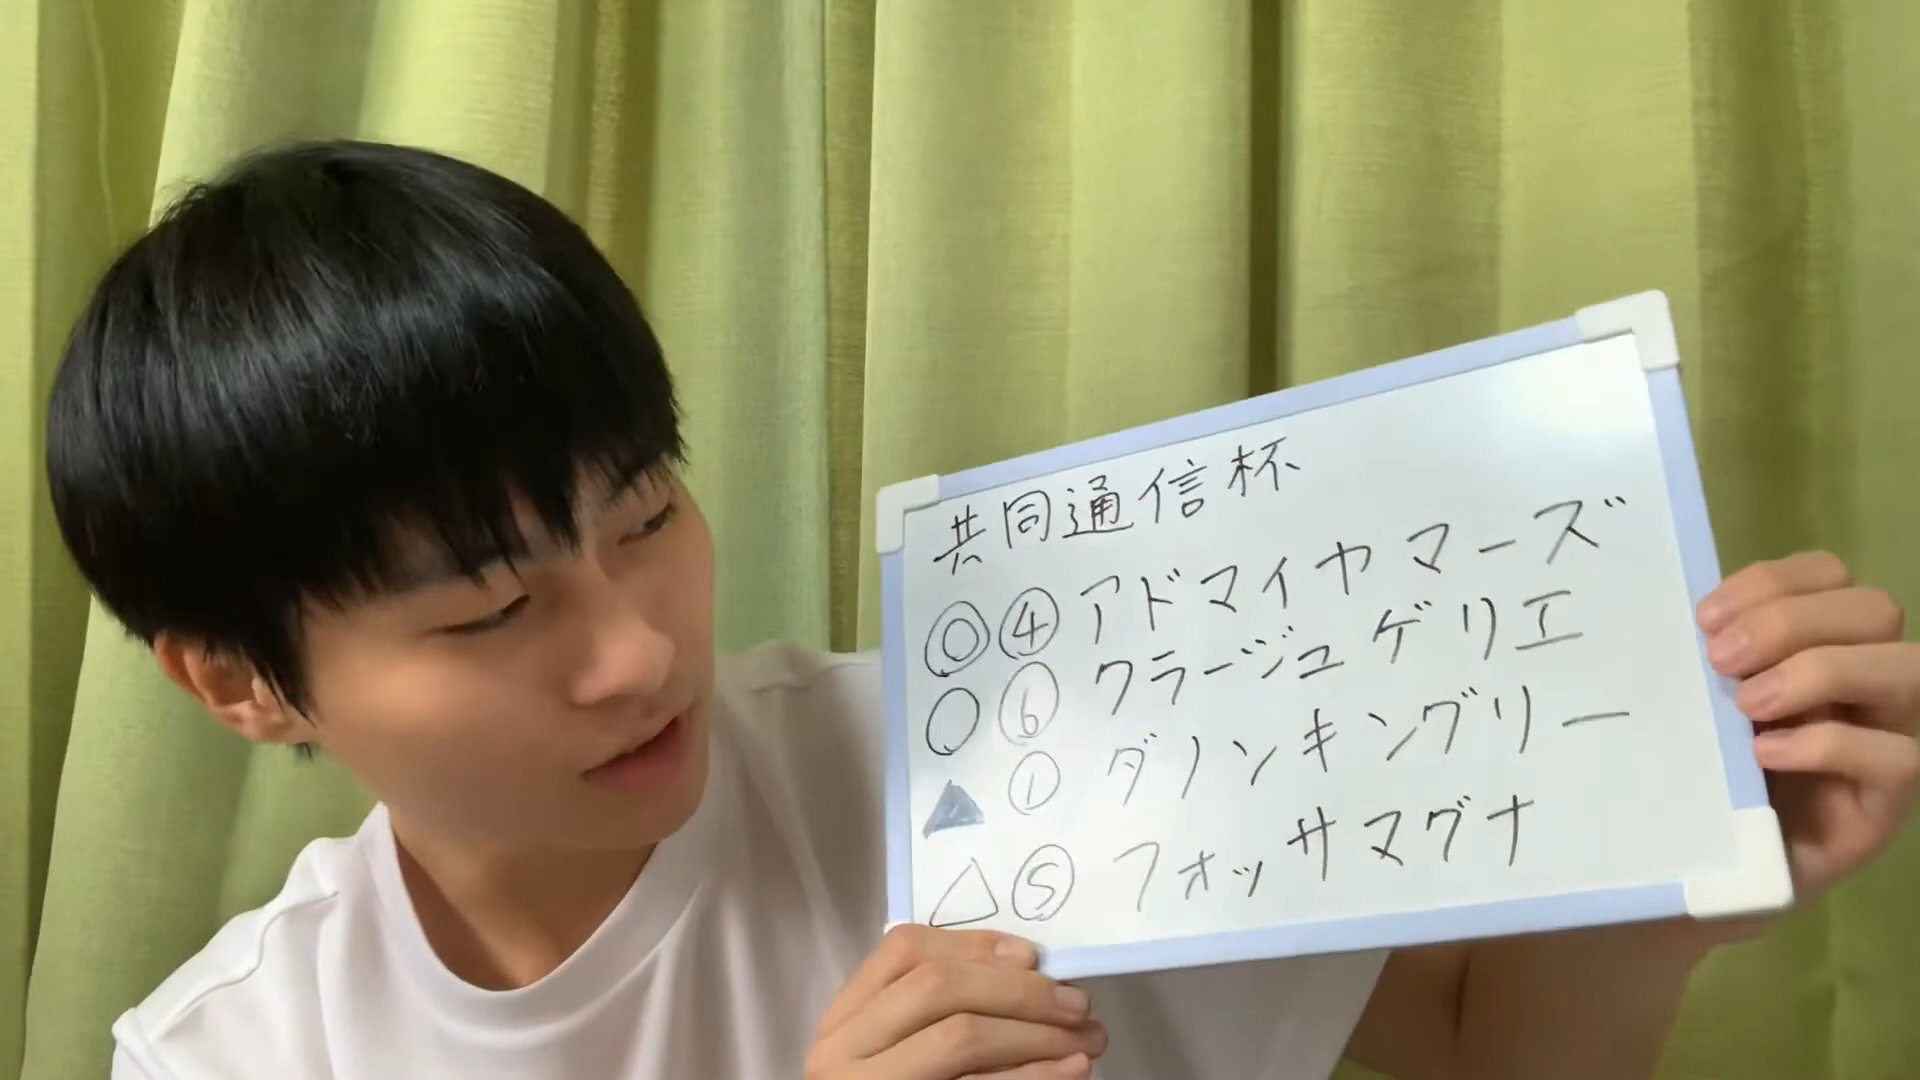 共同通信杯
◎④アドマイヤマーズ
○⑥クラージュゲリエ
▲①ダノンキングリー
△⑤フォッサマグナ